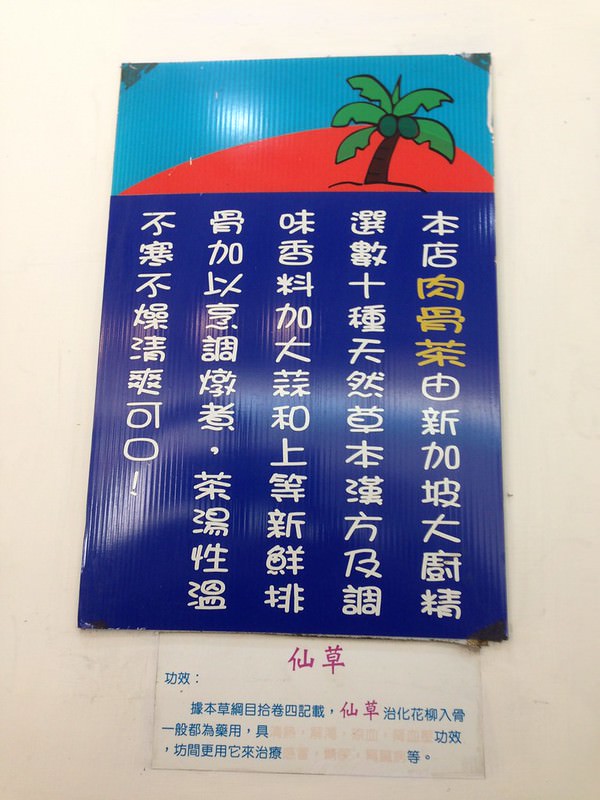 本店肉骨茶由新加坡大廚精
選數十種天然草本漢方及調
味香料加大蒜和上等新鮮排
骨加以烹調燉煮，茶湯性溫
不寒不燥清爽可口！
仙草
功效：
據本草綱目拾卷四記載，仙草治化花柳入骨
一般都為藥用，具功效
，坊間更用它來治療等。